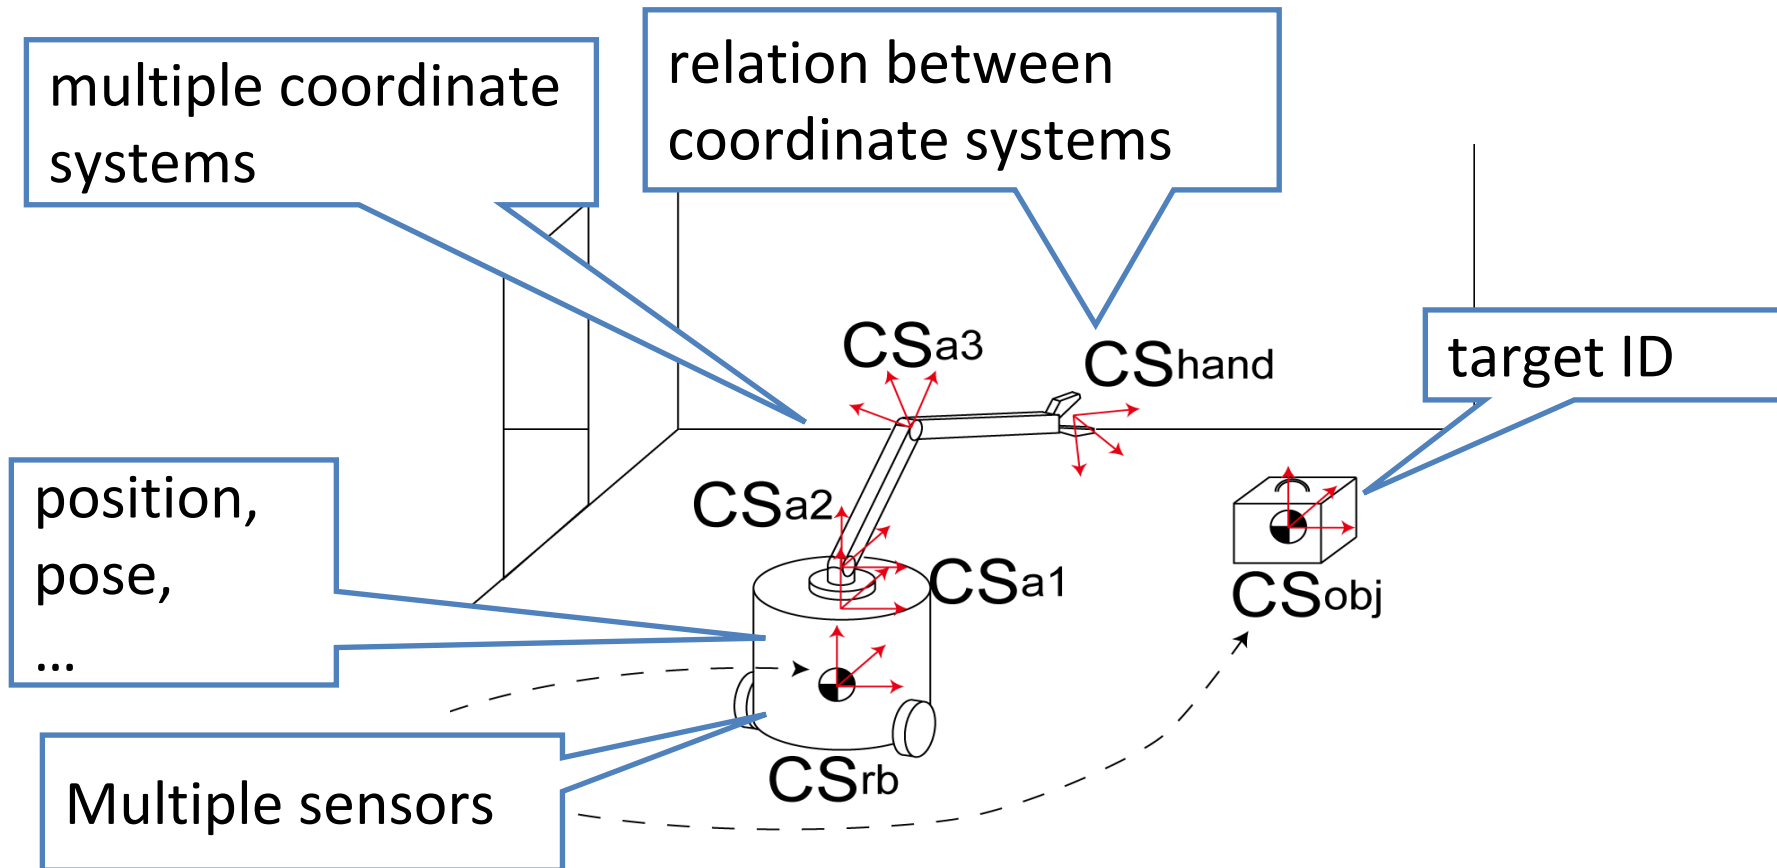 multiple coordinate
systems
relation between
coordinate systems
CSa3
CShand
target ID
position,
pose,
...
CSa2
CSa1
CSobj
CSrb
Multiple sensors